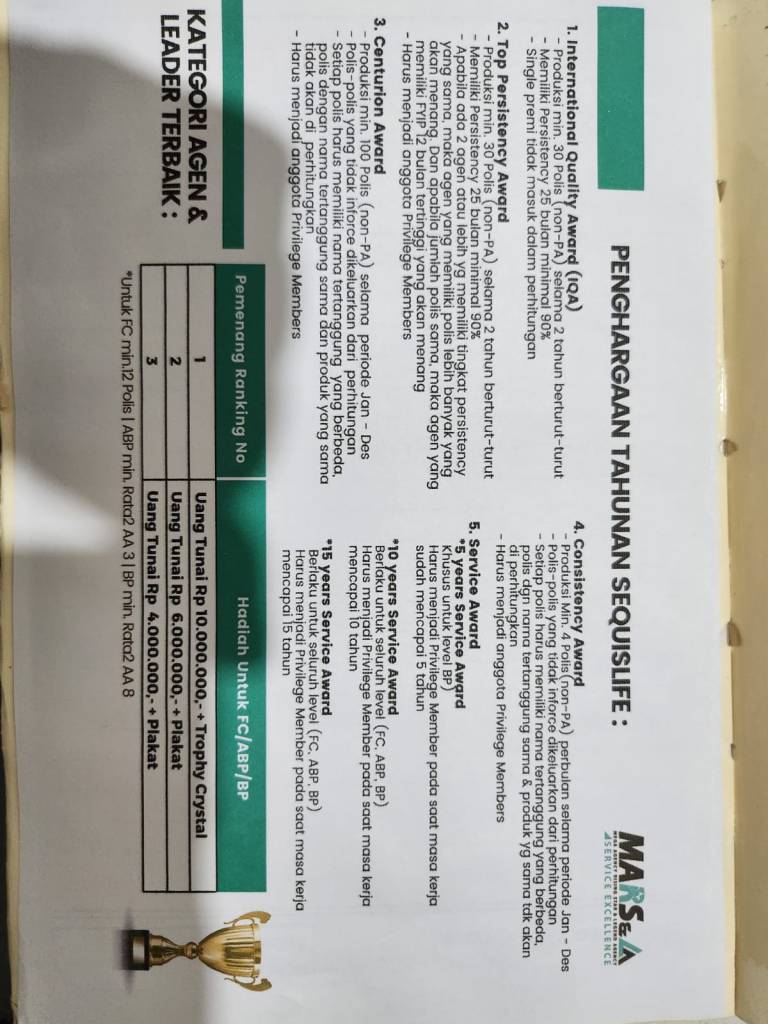 PENGHARGAAN TAHUNAN SEQUISLIFE :
MARS&A
SERVICE EXCELLENCE
1. International Quality Award (IQA)
- Produksi min. 30 Polis (non-PA) selama 2 tahun berturut-turut
- Memiliki Persistency 25 bulan minimal 90%
- Single premi tidak masuk dalam perhitungan
2. Top Persistency Award
- Produksi min. 30 Polis (non-PA) selama 2 tahun berturut-turut
- Memiliki Persistency 25 bulan minimal 90%
- Apabila ada 2 agen atau lebih yg memiliki tingkat persistency
yang sama, maka agen yang memiliki polis lebih banyak yang
akan menang. Dan apabila jumlah polis sama, maka agen yang
memiliki FYP 12 bulan tertinggi yang akan menang
- Harus menjadi anggota Privilege Members
3. Centurion Award
- Produksi min. 100 Polis (non-PA) selama periode Jan - Des
- Polis-polis yang tidak inforce dikeluarkan dari perhitungan
- Setiap polis harus memiliki nama tertanggung yang berbeda,
polis dengan nama tertanggung sama dan produk yang sama
tidak akan di perhitungkan
- Harus menjadi anggota Privilege Members
4. Consistency Award
- Produksi Min. 4 Polis(non-PA) perbulan selama periode Jan - Des
- Polis-polis yang tidak inforce dikeluarkan dari perhitungan
- Setiap polis harus memiliki nama tertanggung yang berbeda,
polis dgn nama tertanggung sama & produk yg sama tdk akan
di perhitungkan
- Harus menjadi anggota Privilege Members
5. Service Award
*5 years Service Award
Khusus untuk level BP)
Harus menjadi Privilege Member pada saat masa kerja
sudah mencapai 5 tahun
*10 years Service Award
Berlaku untuk seluruh level (FC, ABP, BP)
Harus menjadi Privilege Member pada saat masa kerja
mencapai 10 tahun
*15 years Service Award
Berlaku untuk seluruh level (FC, ABP, BP)
Harus menjadi Privilege Member pada saat masa kerja
mencapai 15 tahun
KATEGORI AGEN &
LEADER TERBAIK :
Pemenang Ranking No Hadiah Untuk FC/ABP/BP
1 Uang Tunai Rp 10.000.000,- + Trophy Crystal
2 Uang Tunai Rp 6.000.000,- + Plakat
3 Uang Tunai Rp 4.000.000,- + Plakat
*Untuk FC min.12 Polis | ABP min. Rata2 AA 3 | BP min. Rata2 AA 8